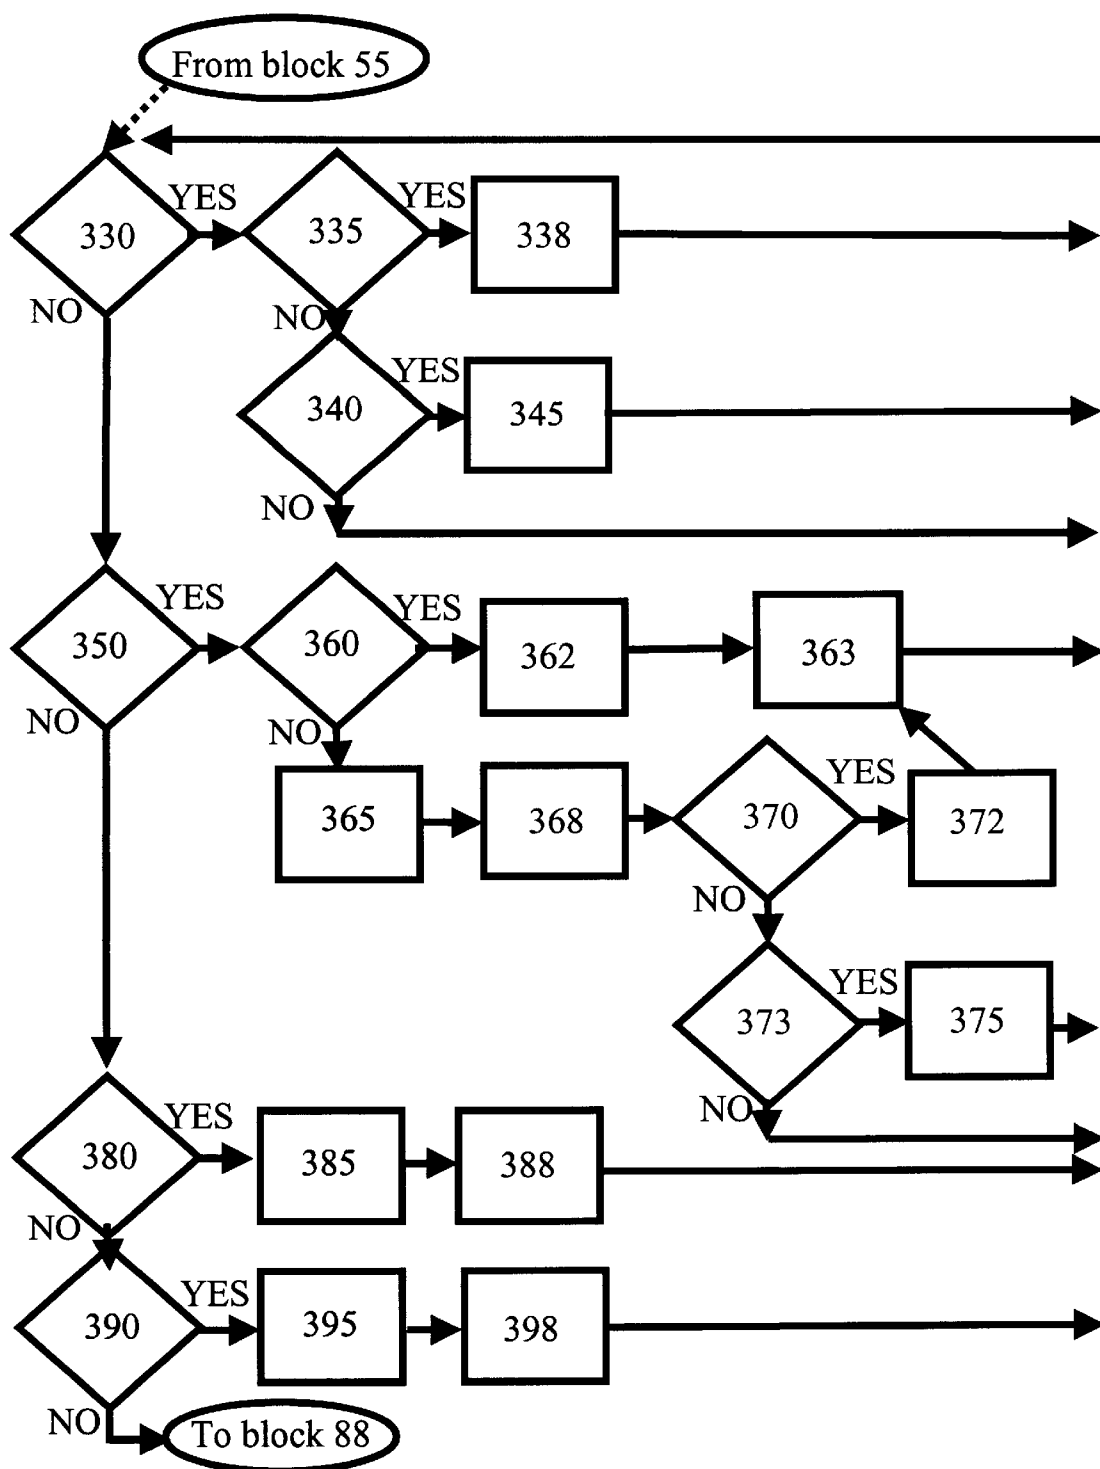 From block 55
YES
YES
330
335
338
NO
NO
YES
340
345
NO
YES
YES
350
360
362
363
NO
NO
YES
365
368
370
372
NO
YES
373
375
YES
NO
380
385
388
NO
YES
390
395
398
NO
To block 88